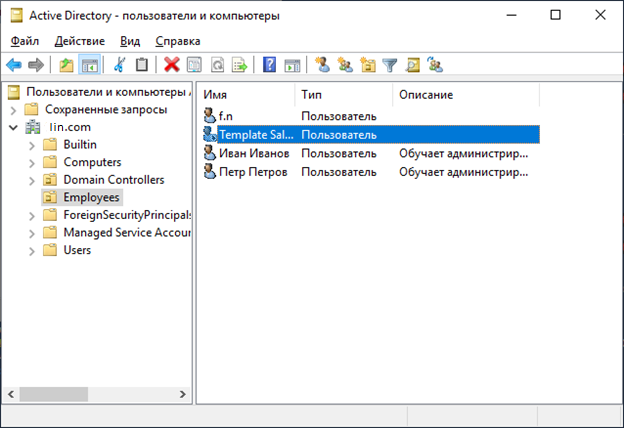 Active Directory - пользователи и компьютеры
Файл Действие Вид Справка
Пользователи и компьютеры A
Сохраненные запросы
lin.com
Builtin
Computers
Domain Controllers
Employees
ForeignSecurityPrincipals
Managed Service Accour
Users
Имя Тип Описание
f.n Пользователь
Template Sal... Пользователь
Иван Иванов Пользователь Обучает администрир...
Петр Петров Пользователь Обучает администрир...